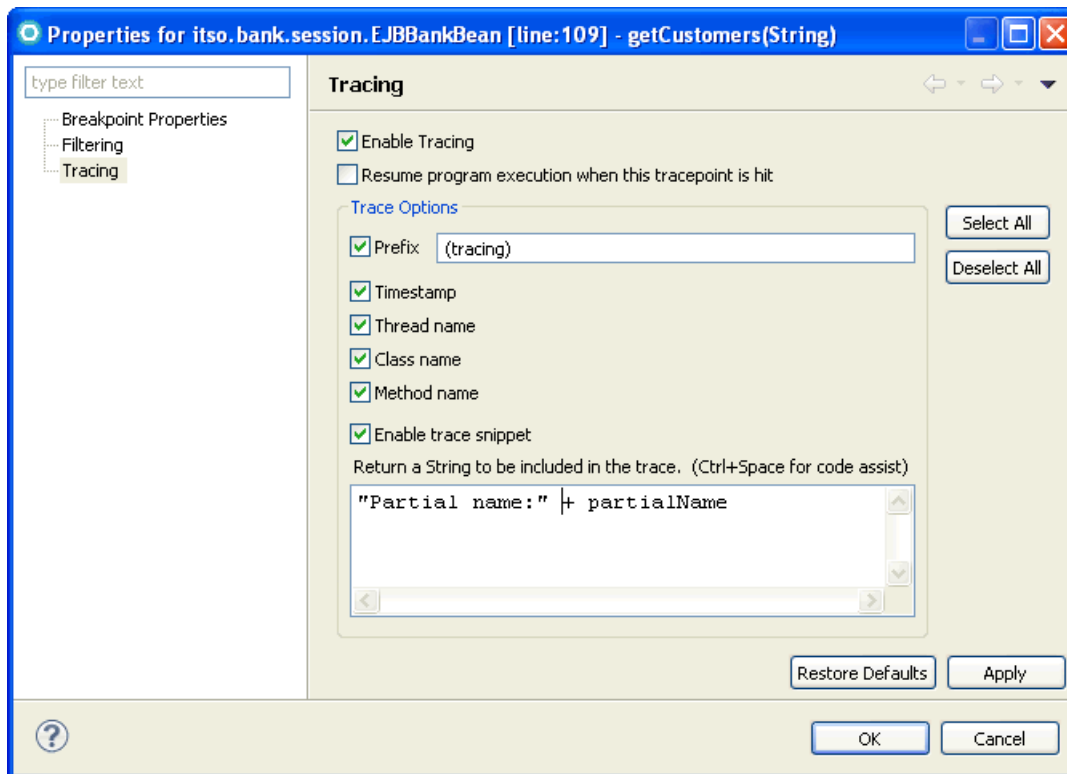 Properties for itso.bank.session.EJBBankBean [line:109] - getCustomers(String)
type filter text
Breakpoint Properties
Filtering
Tracing
Tracing
Enable Tracing
Resume program execution when this tracepoint is hit
Trace Options
Prefix (tracing)
Timestamp
Thread name
Class name
Method name
Enable trace snippet
Return a String to be included in the trace. (Ctrl+Space for code assist)
"Partial name:" + partialName
Select All
Deselect All
Restore Defaults Apply
OK Cancel